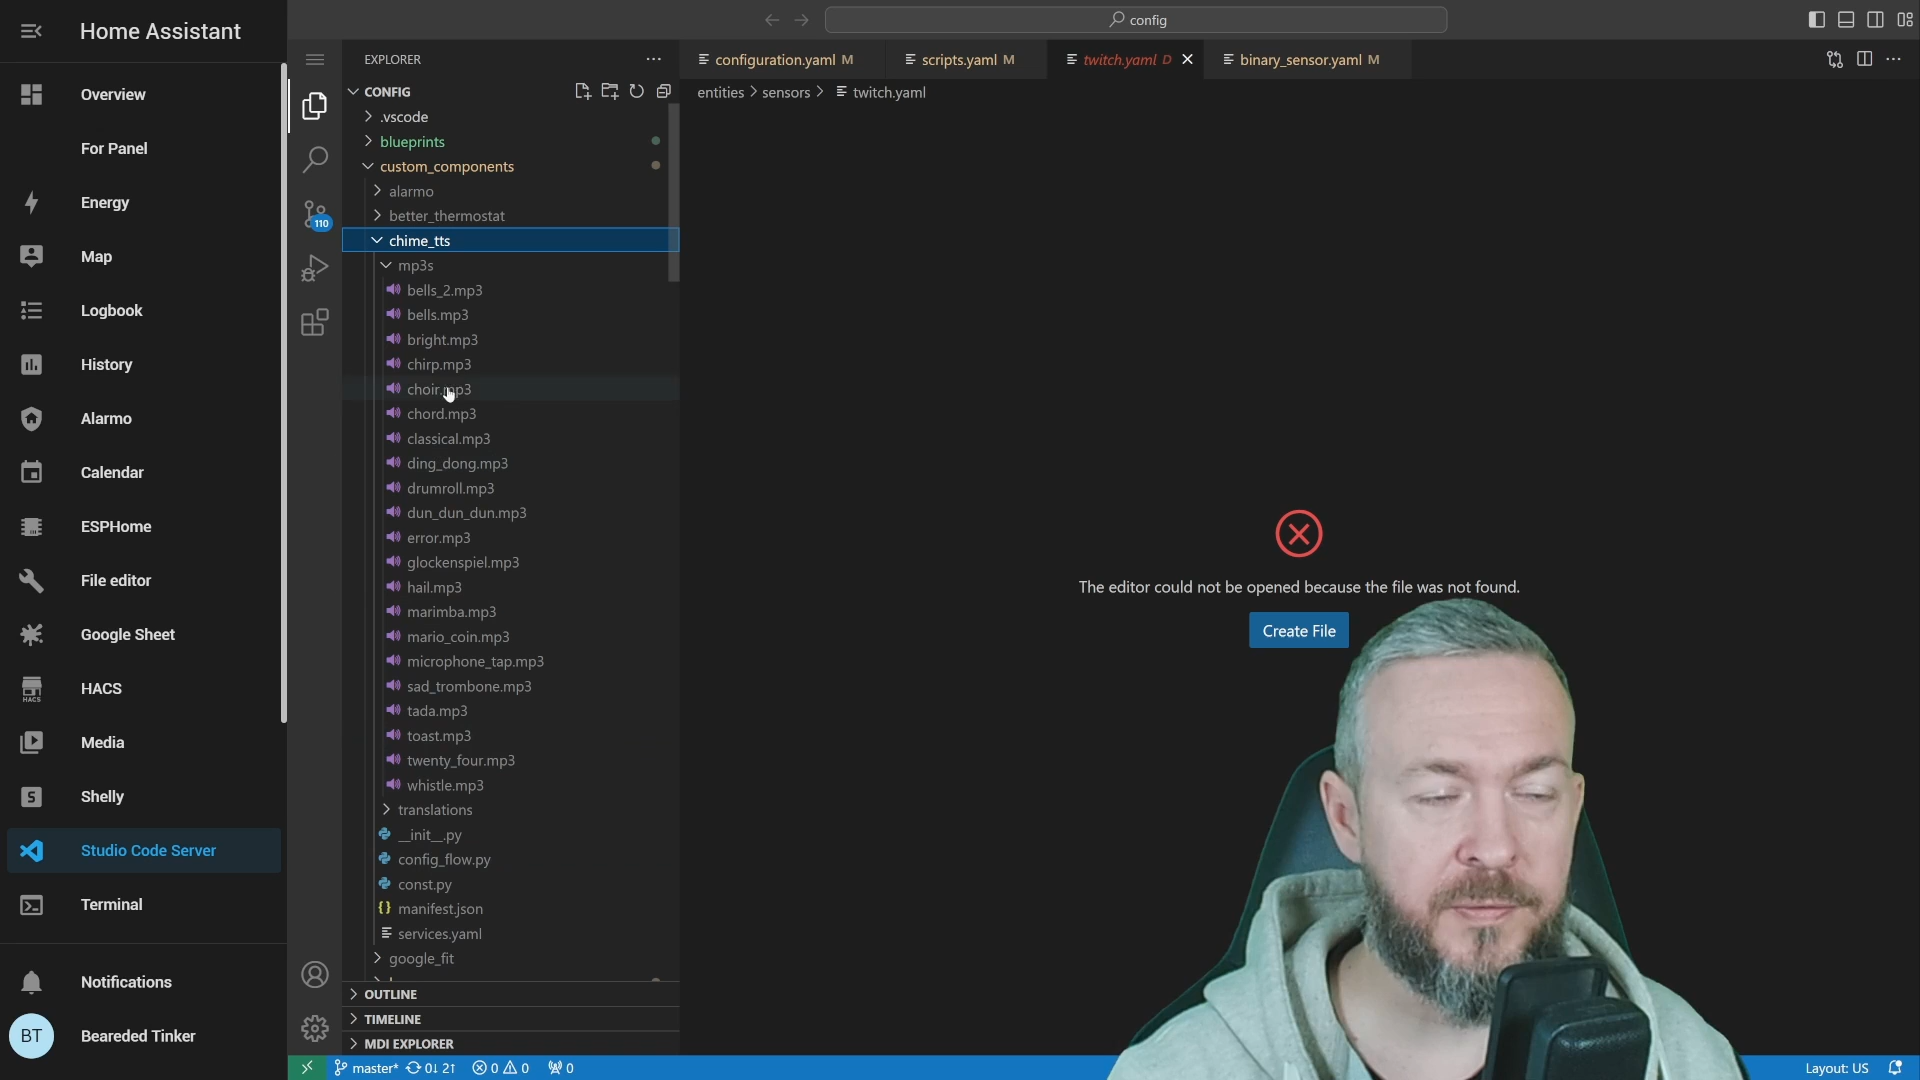 Home Assistant
Overview
For Panel
Energy
Map
Logbook
History
Alarmo
Calendar
ESPHome
File editor
Google Sheet
HACS
HACS
Media
S
Shelly
Studio Code Server
Terminal
Notifications
BT
Bearded Tinker
config
EXPLORER
CONFIG
.vscode
blueprints
custom_components
alarmo
better_thermostat
110
chime_tts
mp3s
bells_2.mp3
bells.mp3
bright.mp3
chirp.mp3
choir.mp3
chord.mp3
classical.mp3
ding_dong.mp3
drumroll.mp3
dun_dun_dun.mp3
error.mp3
glockenspiel.mp3
hail.mp3
marimba.mp3
mario_coin.mp3
microphone_tap.mp3
sad_trombone.mp3
tada.mp3
toast.mp3
twenty_four.mp3
whistle.mp3
translations
__init__.py
config_flow.py
const.py
manifest.json
services.yaml
google_fit
OUTLINE
TIMELINE
MDI EXPLORER
configuration.yaml M
scripts.yaml M
twitch.yaml D
binary_sensor.yaml M
entities > sensors > twitch.yaml
The editor could not be opened because the file was not found.
Create File
master* 0↓ 2↑ 0 0 0
Layout: US